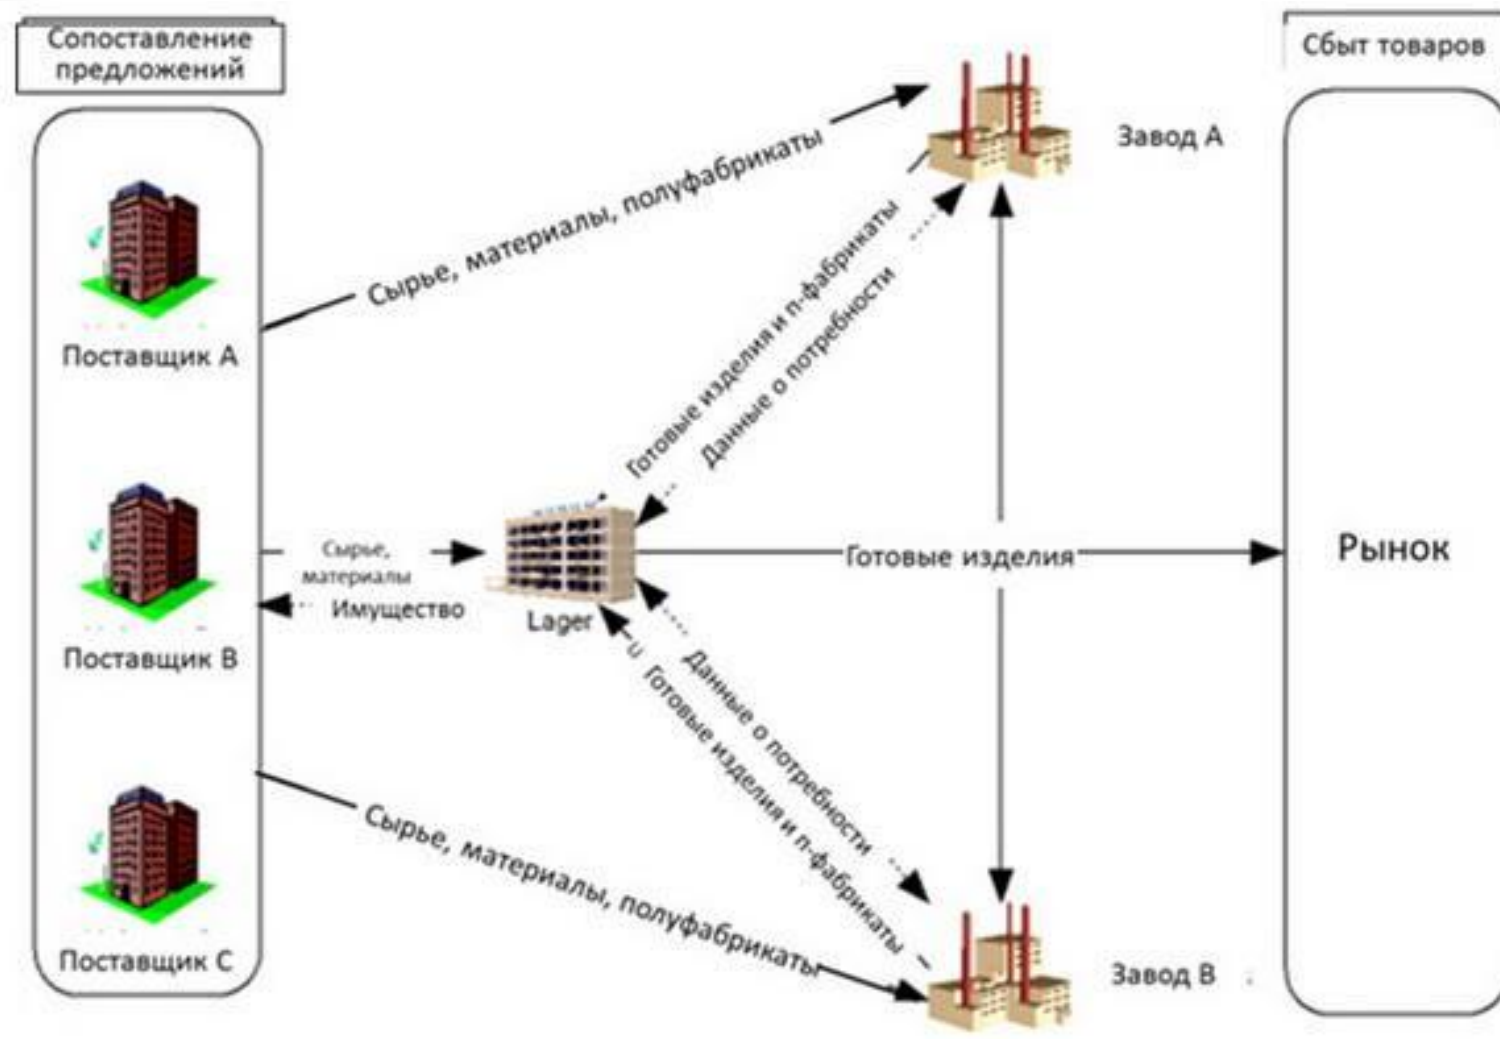 Сопоставление
предложений
Сбыт товаров
Завод А
Сырье, материалы, полуфабрикаты
Готовые изделия и п-фабрикаты
Данные о потребности
Поставщик А
Сырье,
материалы
Имущество
Готовые изделия
Рынок
Lager
Поставщик В
Данные о потребности
Готовые изделия и п-фабрикаты
Сырье, материалы, полуфабрикаты
Поставщик С
Завод В